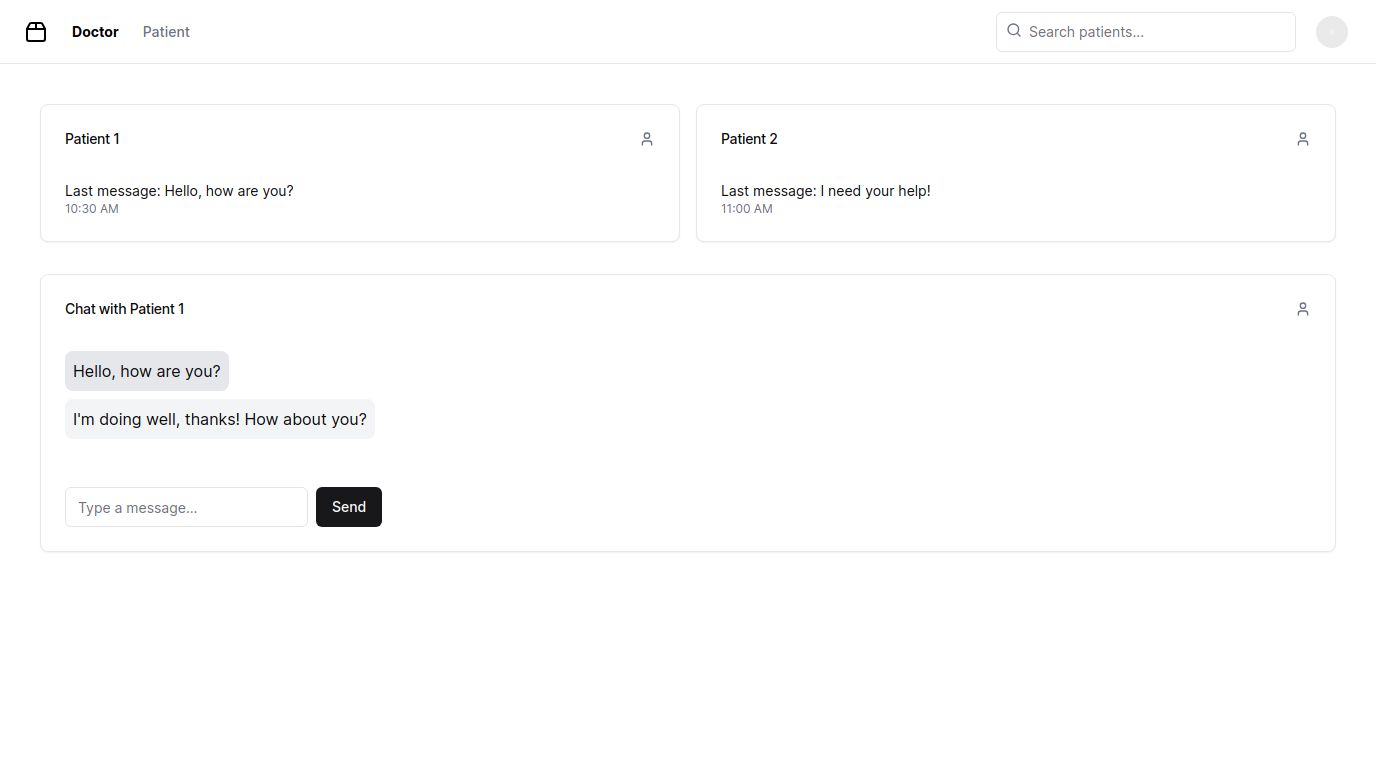 Doctor
Patient
Search patients...
Patient 1
Last message: Hello, how are you?
10:30 AM
Patient 2
Last message: I need your help!
11:00 AM
Chat with Patient 1
Hello, how are you?
I'm doing well, thanks! How about you?
Type a message...
Send